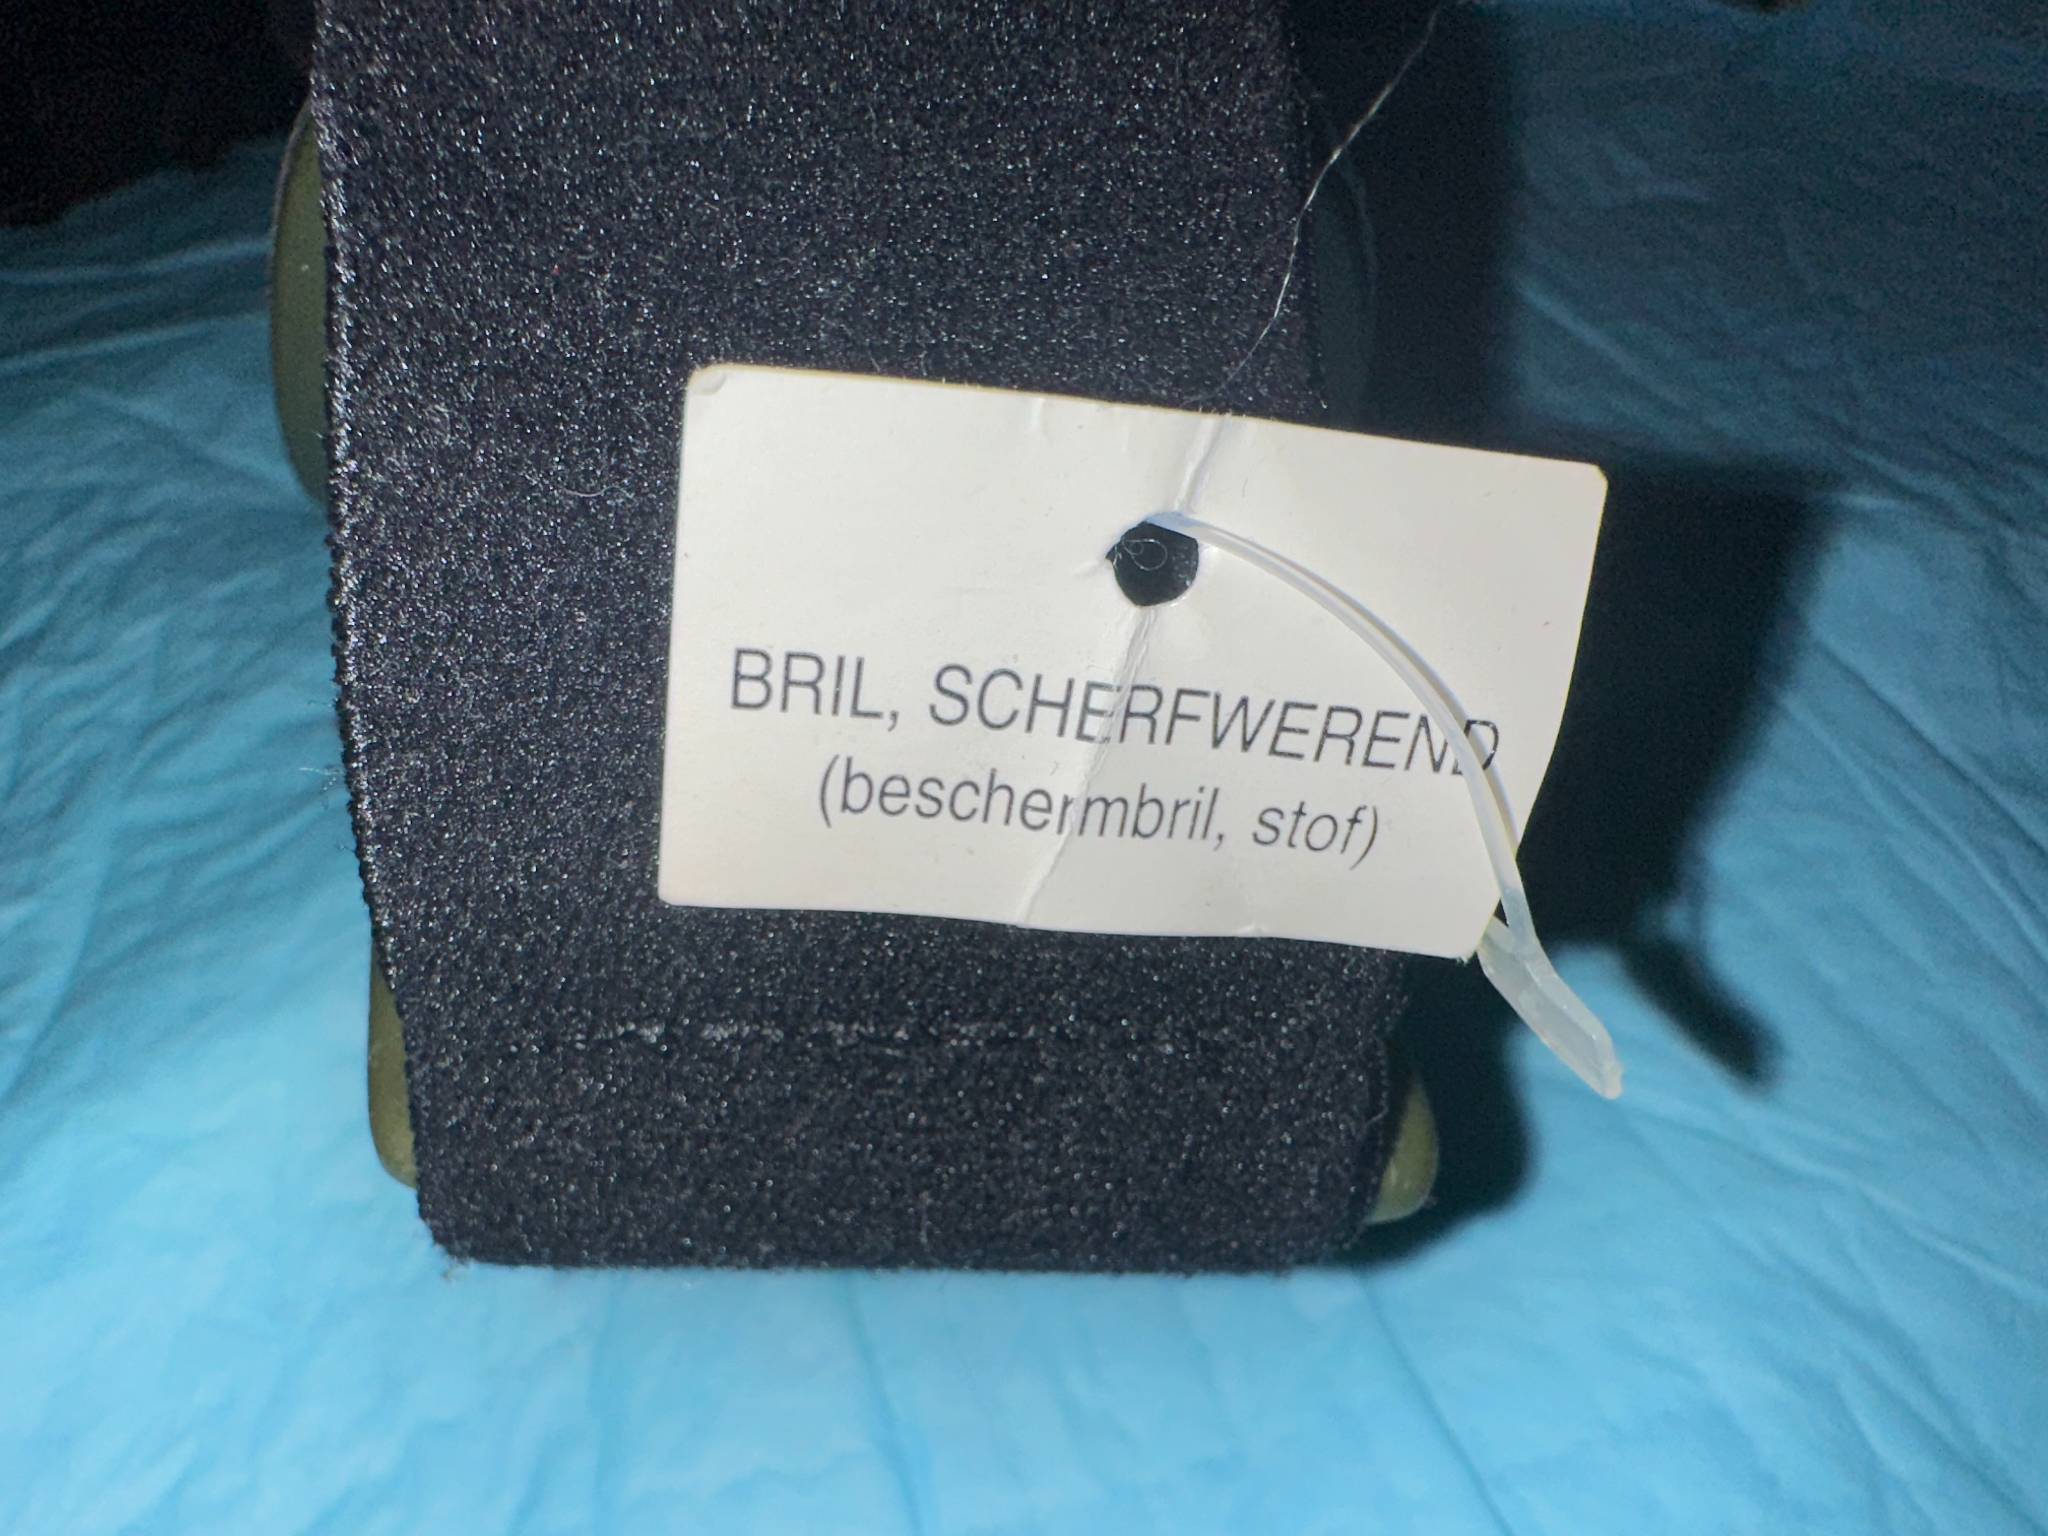 BRIL, SCHERFWEREND
(beschermbril, stof)